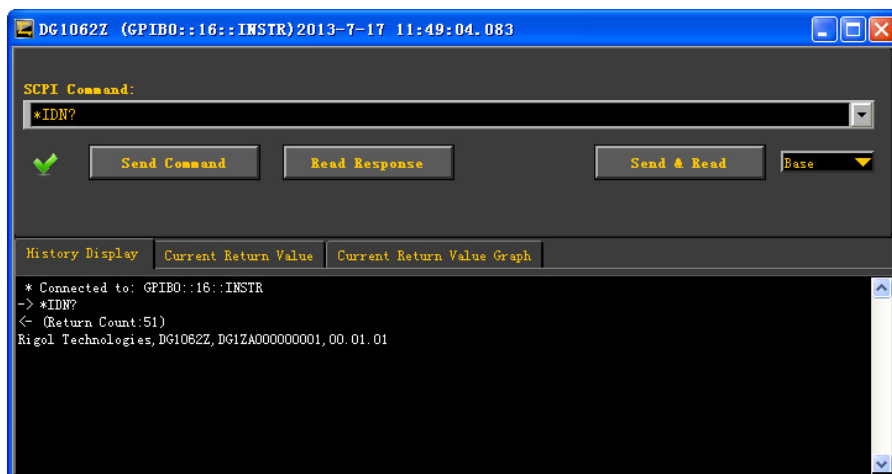 DG1062Z (GPIB0::16::INSTR)2013-7-17 11:49:04.083
SCPI Command:
*IDN?
Send Command
Read Response
Send & Read
Base
History Display
Current Return Value
Current Return Value Graph
* Connected to: GPIB0::16::INSTR
-> *IDN?
<- (Return Count:51)
Rigol Technologies,DG1062Z,DG1ZA000000001,00.01.01